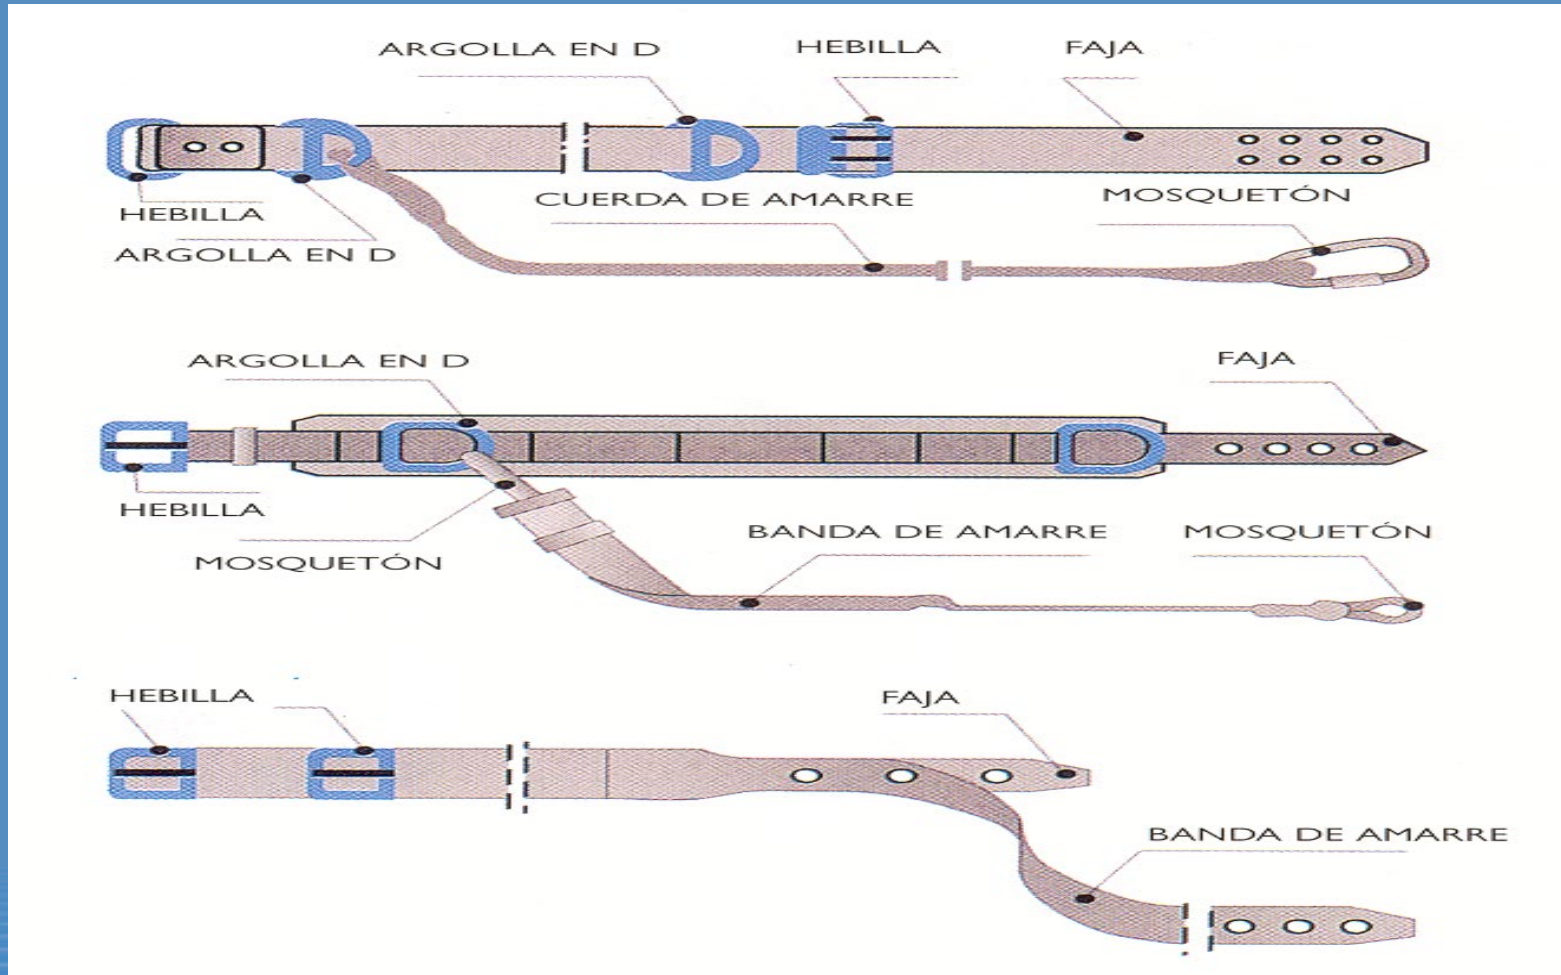 ARGOLLA EN D
HEBILLA
FAJA
HEBILLA
CUERDA DE AMARRE
MOSQUETÓN
ARGOLLA EN D
ARGOLLA EN D
FAJA
HEBILLA
MOSQUETÓN
BANDA DE AMARRE
MOSQUETÓN
HEBILLA
FAJA
BANDA DE AMARRE